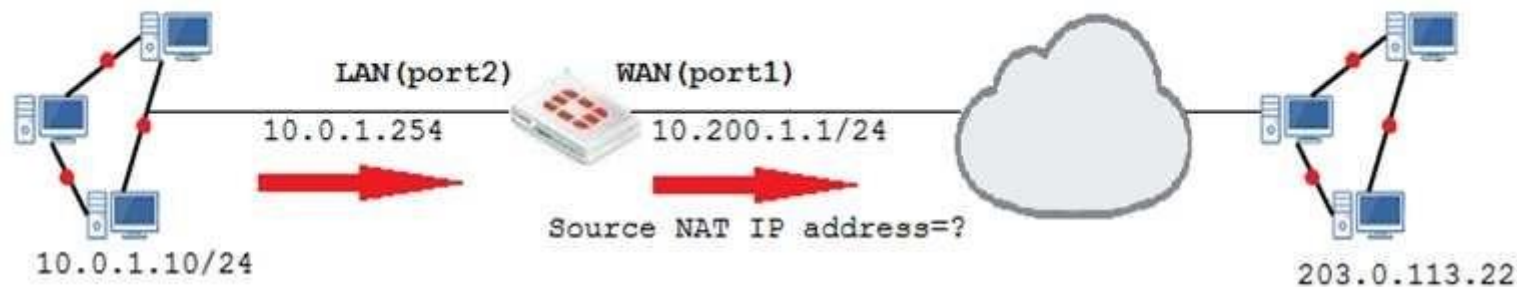 LAN(port2)
WAN(port1)
10.0.1.254
10.200.1.1/24
Source NAT IP address=?
10.0.1.10/24
203.0.113.22